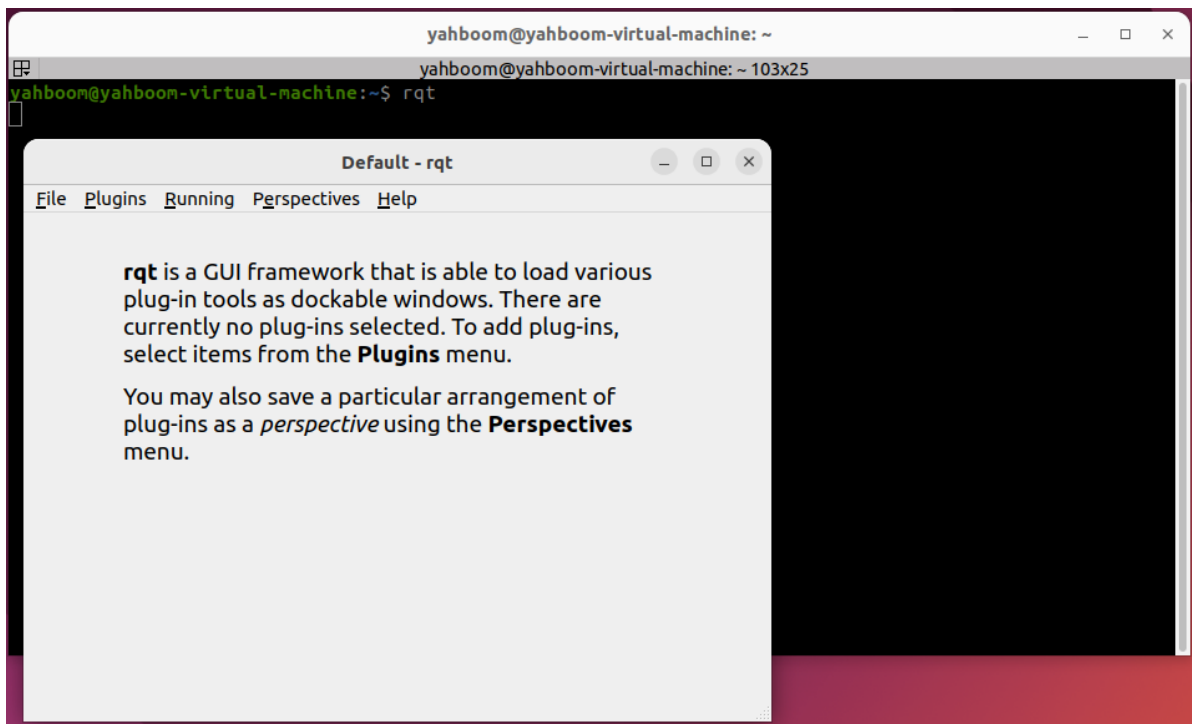 yahboom@yahboom-virtual-machine: ~
yahboom@yahboom-virtual-machine: ~ 103x25
yahboom@yahboom-virtual-machine:~$ rqt
Default - rqt
File Plugins Running Perspectives Help
rqt is a GUI framework that is able to load various
plug-in tools as dockable windows. There are
currently no plug-ins selected. To add plug-ins,
select items from the Plugins menu.
You may also save a particular arrangement of
plug-ins as a perspective using the Perspectives
menu.